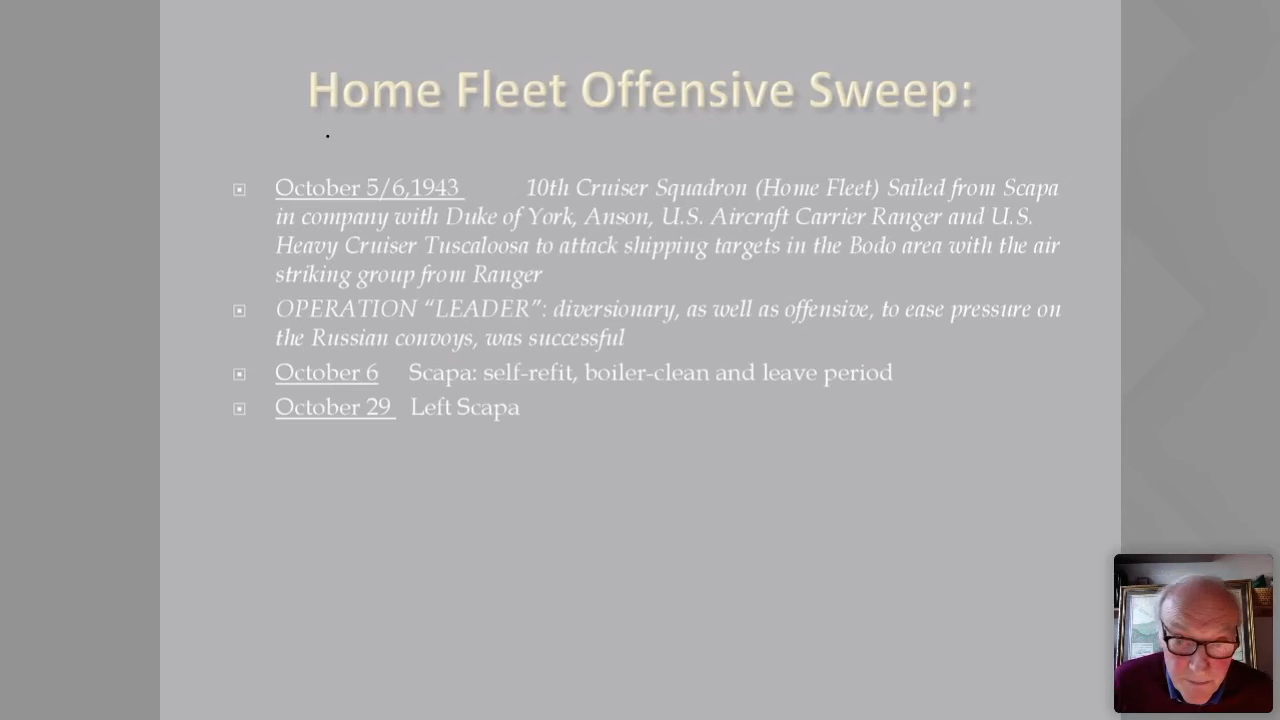 Home Fleet Offensive Sweep:
October 5/6,1943 10th Cruiser Squadron (Home Fleet) Sailed from Scapa
in company with Duke of York, Anson, U.S. Aircraft Carrier Ranger and U.S.
Heavy Cruiser Tuscaloosa to attack shipping targets in the Bodo area with the air
striking group from Ranger
OPERATION “LEADER”: diversionary, as well as offensive, to ease pressure on
the Russian convoys, was successful
October 6 Scapa: self-refit, boiler-clean and leave period
October 29 Left Scapa